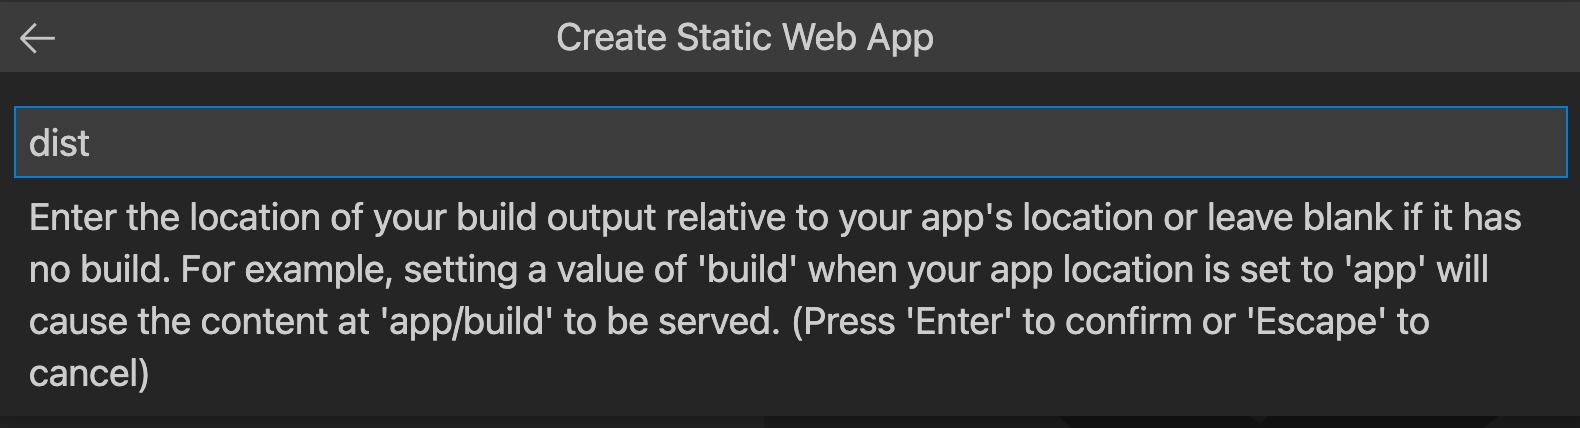 Create Static Web App
dist
Enter the location of your build output relative to your app's location or leave blank if it has
no build. For example, setting a value of 'build' when your app location is set to 'app' will
cause the content at 'app/build' to be served. (Press 'Enter' to confirm or 'Escape' to
cancel)